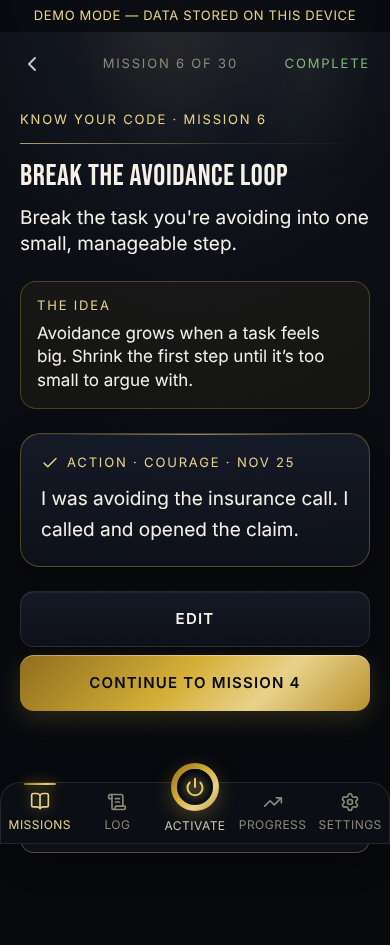 DEMO MODE — DATA STORED ON THIS DEVICE
MISSION 6 OF 30
COMPLETE
KNOW YOUR CODE · MISSION 6
BREAK THE AVOIDANCE LOOP
Break the task you're avoiding into one
small, manageable step.
THE IDEA
Avoidance grows when a task feels
big. Shrink the first step until it’s too
small to argue with.
ACTION · COURAGE · NOV 25
I was avoiding the insurance call. I
called and opened the claim.
EDIT
CONTINUE TO MISSION 4
MISSIONS
LOG
ACTIVATE
PROGRESS
SETTINGS